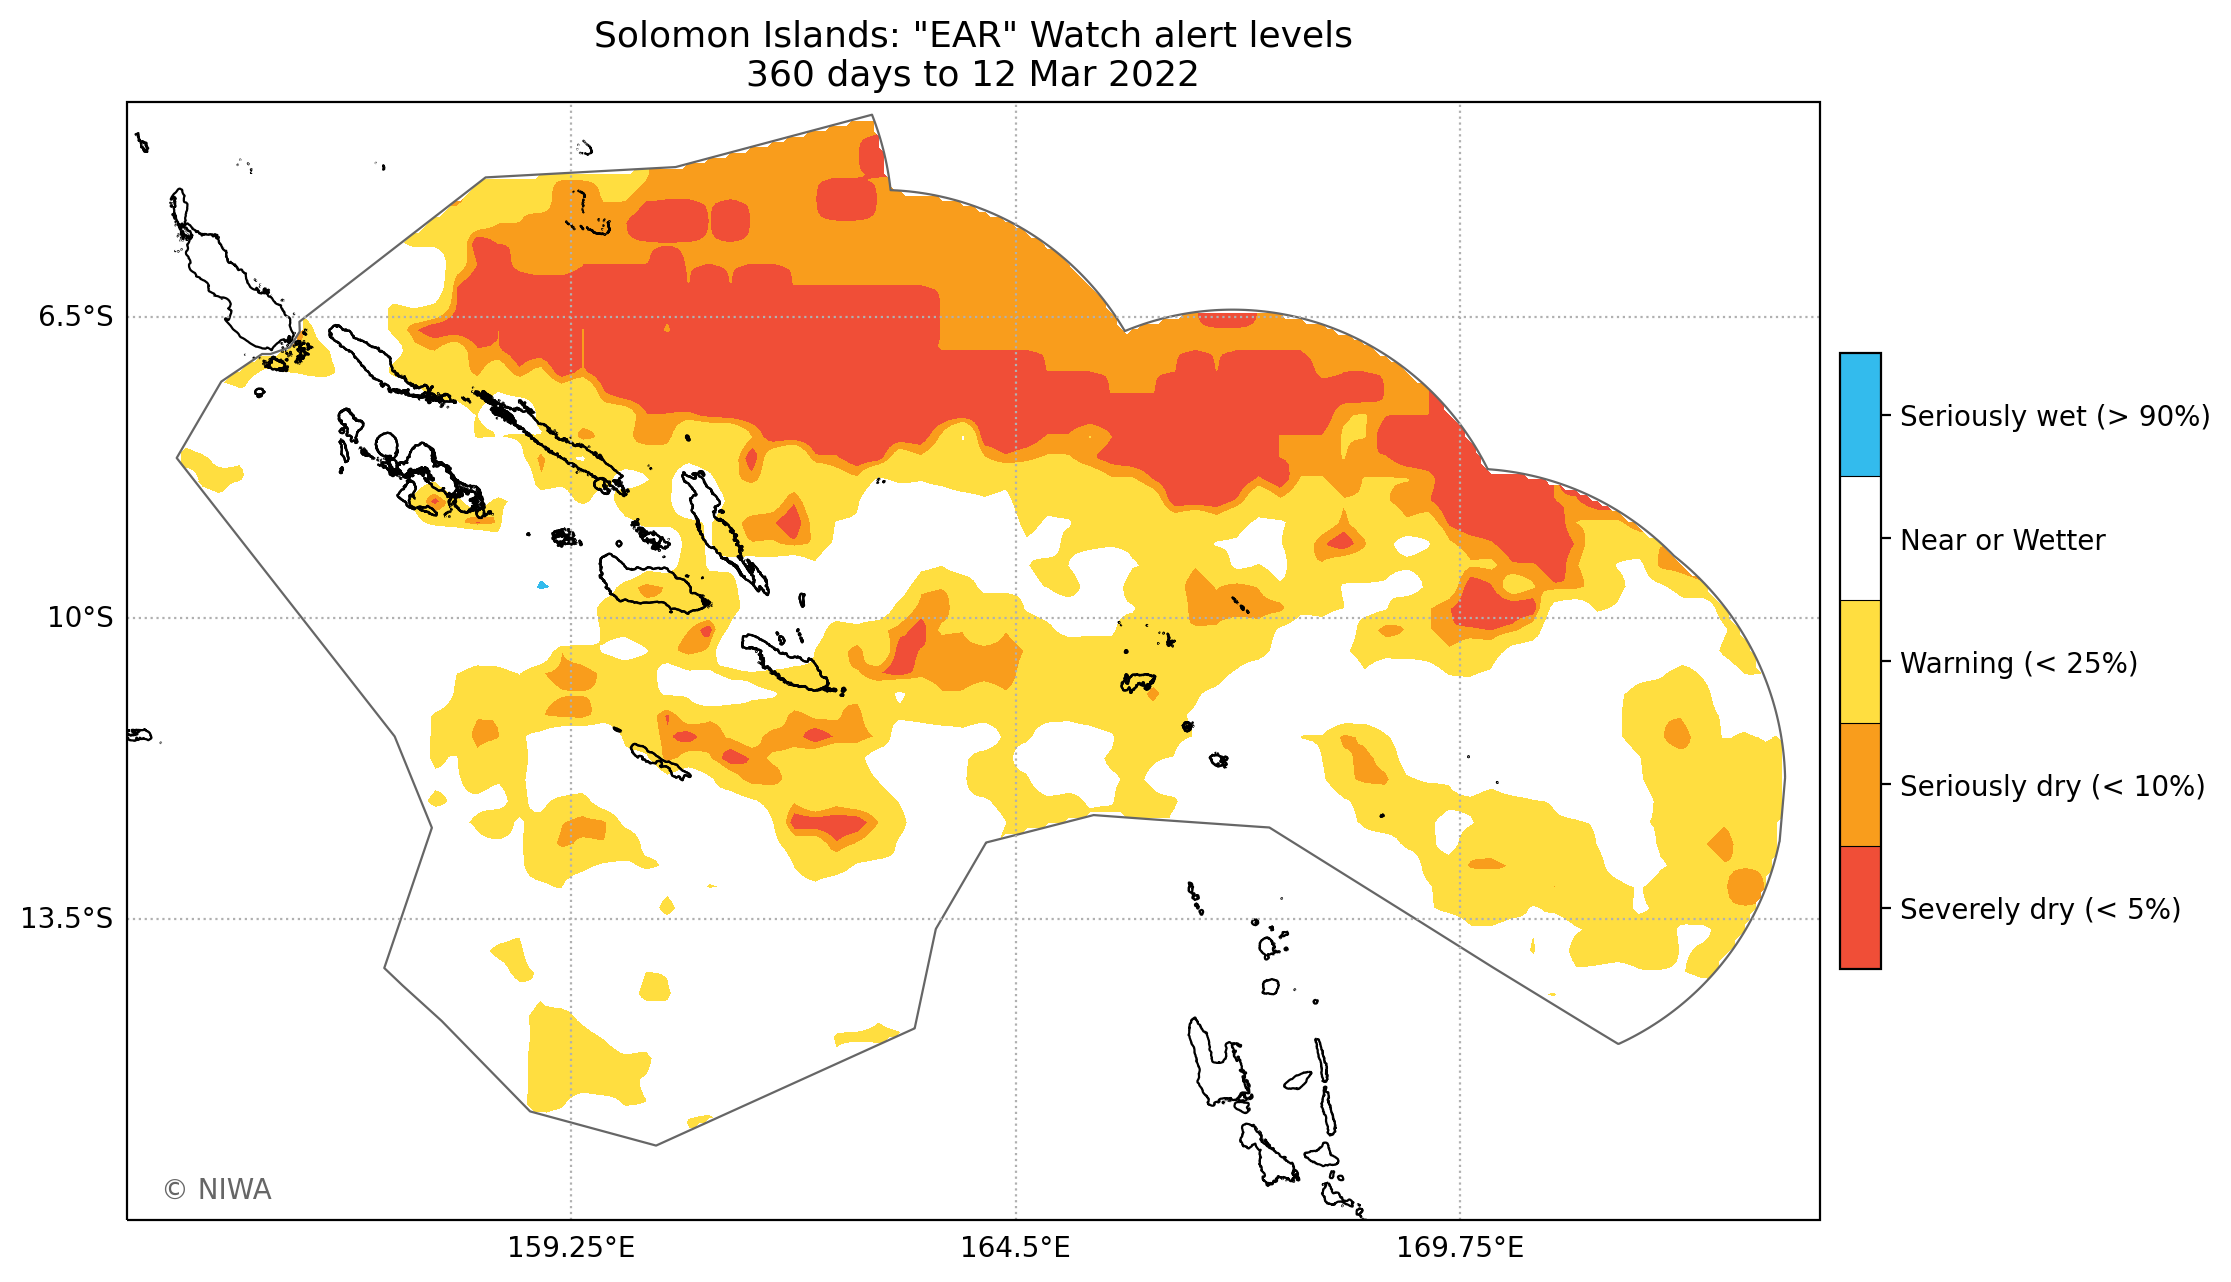 Solomon Islands: "EAR" Watch alert levels
360 days to 12 Mar 2022
6.5°S
10°S
13.5°S
159.25°E
164.5°E
169.75°E
Seriously wet (> 90%)
Near or Wetter
Warning (< 25%)
Seriously dry (< 10%)
Severely dry (< 5%)
© NIWA